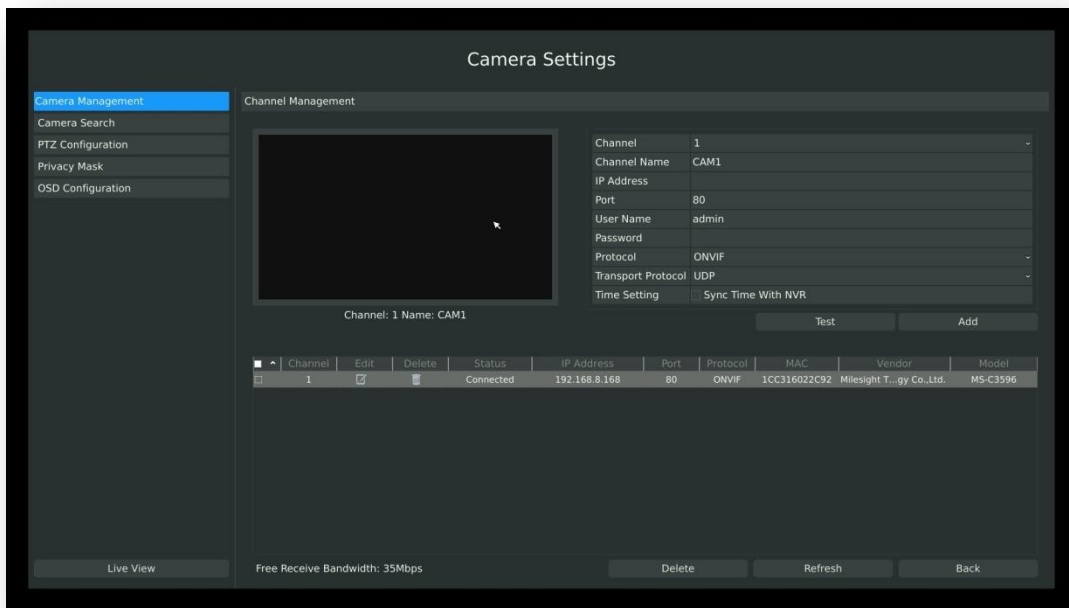 Camera Settings
Camera Management
Camera Search
PTZ Configuration
Privacy Mask
OSD Configuration
Live View
Channel Management
Channel: 1 Name: CAM1
Channel 1
Channel Name CAM1
IP Address
Port 80
User Name admin
Password
Protocol ONVIF
Transport Protocol UDP
Time Setting Sync Time With NVR
Test Add
Channel Edit Delete Status IP Address Port Protocol MAC Vendor Model
1 Connected 192.168.8.168 80 ONVIF 1CC316022C92 Milesight T...gy Co.,Ltd. MS-C3596
Free Receive Bandwidth: 35Mbps
Delete Refresh Back